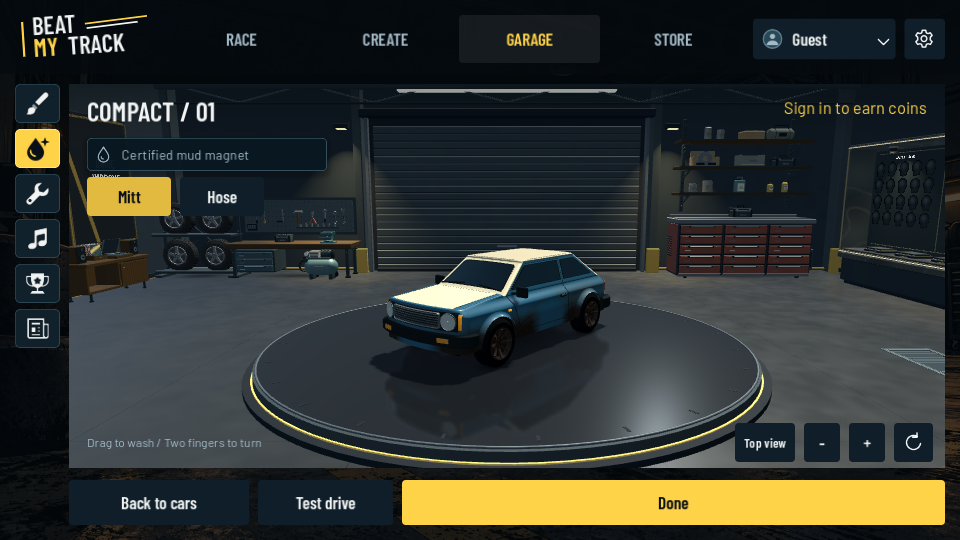 BEAT
MY TRACK
RACE
CREATE
GARAGE
STORE
Guest
COMPACT / 01
Sign in to earn coins
Certified mud magnet
Mitt
Hose
Drag to wash / Two fingers to turn
Top view
-
+
Back to cars
Test drive
Done